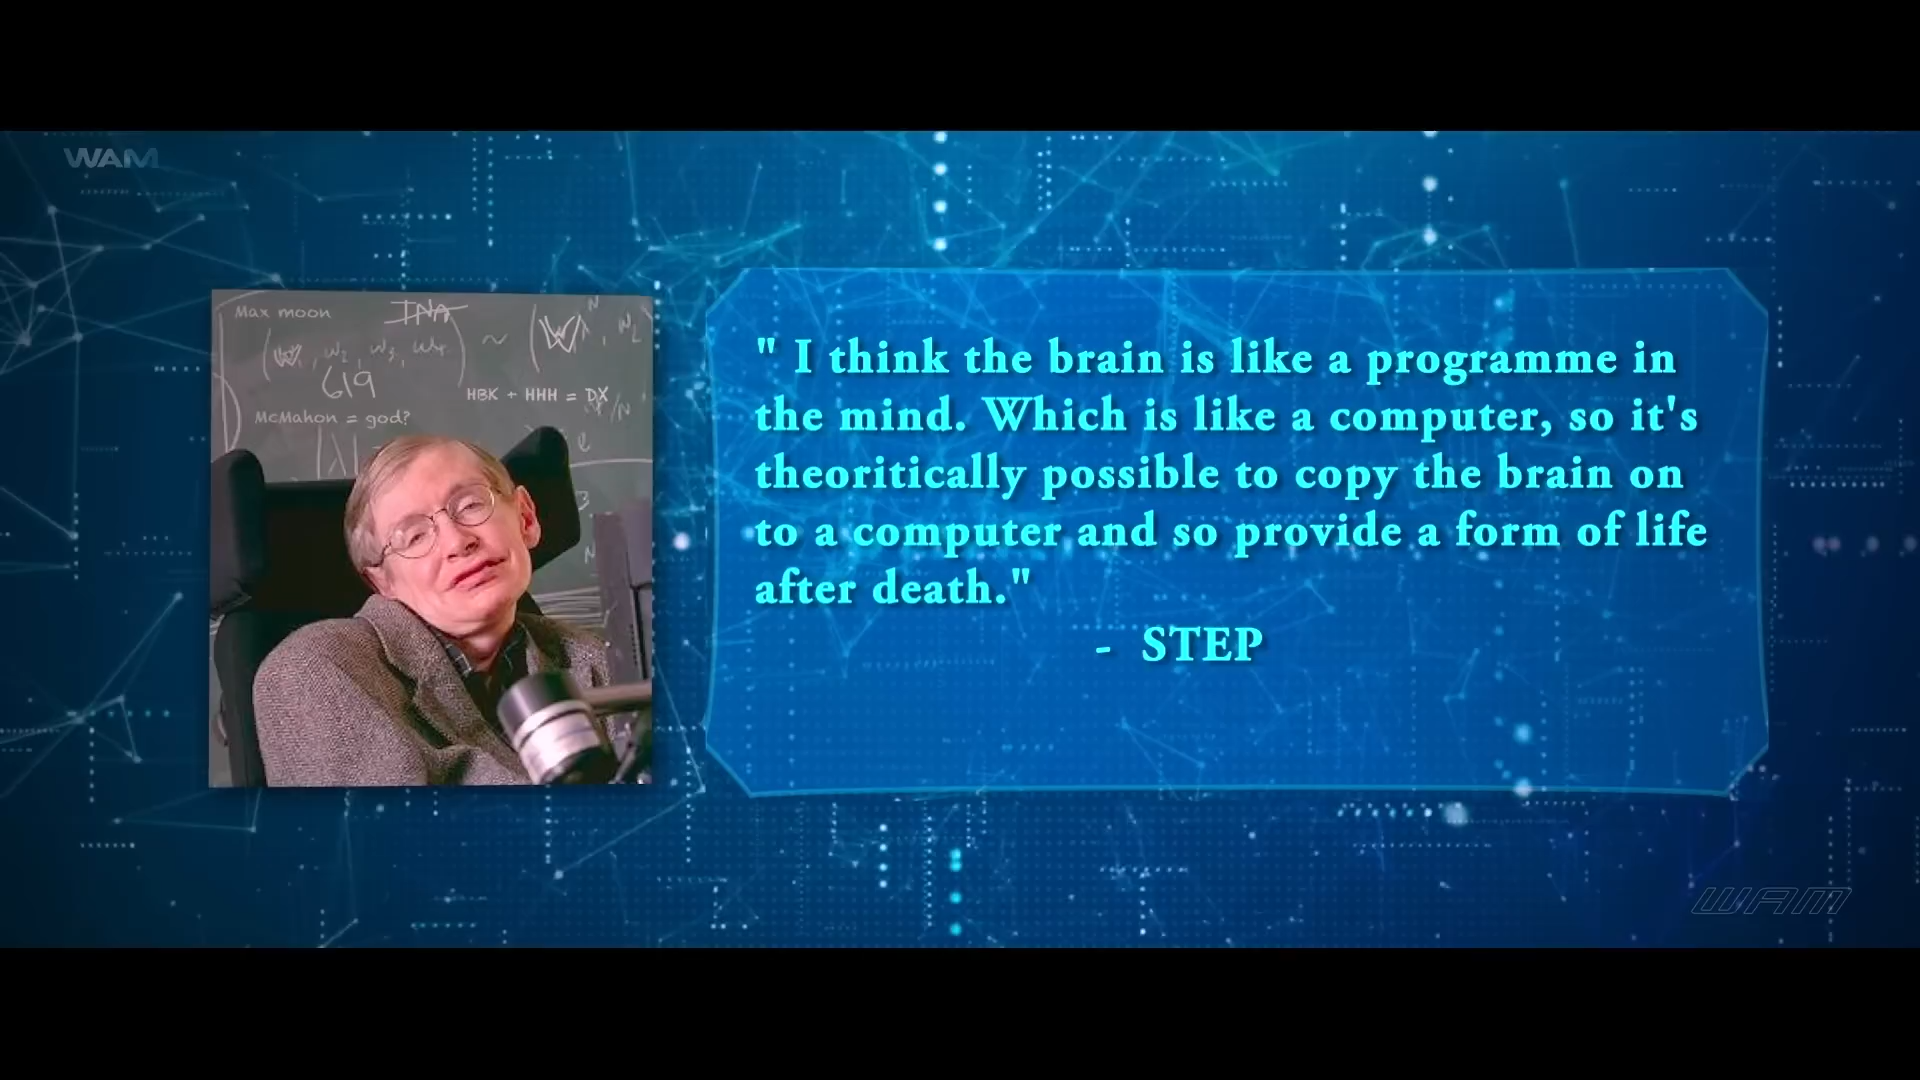 WAM
Max moon
INA
619
HBK + HHH = DX
McMahon = god?
" I think the brain is like a programme in
the mind. Which is like a computer, so it's
theoritically possible to copy the brain on
to a computer and so provide a form of life
after death."
- STEP
WAM